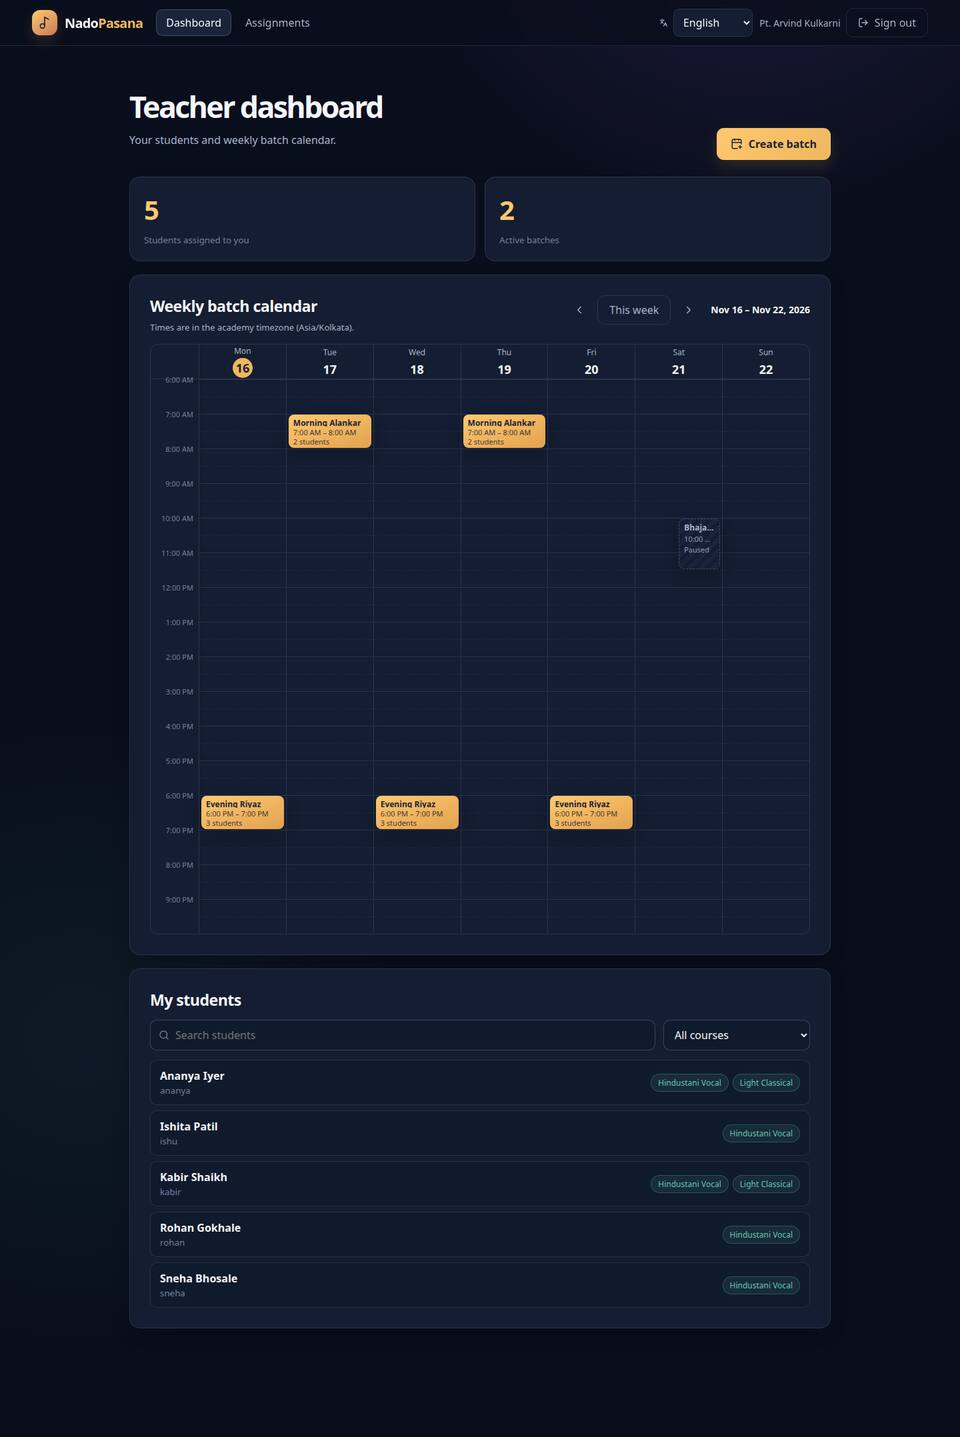 NadoPasana
Dashboard
Assignments
English
Pt. Arvind Kulkarni
Sign out
Teacher dashboard
Your students and weekly batch calendar.
Create batch
5
Students assigned to you
2
Active batches
Weekly batch calendar
Times are in the academy timezone (Asia/Kolkata).
This week
Nov 16 – Nov 22, 2026
Mon
16
Tue
17
Wed
18
Thu
19
Fri
20
Sat
21
Sun
22
6:00 AM
7:00 AM
Morning Alankar
7:00 AM – 8:00 AM
2 students
Morning Alankar
7:00 AM – 8:00 AM
2 students
8:00 AM
9:00 AM
10:00 AM
Bhaja...
10:00 ...
Paused
11:00 AM
12:00 PM
1:00 PM
2:00 PM
3:00 PM
4:00 PM
5:00 PM
6:00 PM
Evening Riyaz
6:00 PM – 7:00 PM
3 students
Evening Riyaz
6:00 PM – 7:00 PM
3 students
Evening Riyaz
6:00 PM – 7:00 PM
3 students
7:00 PM
8:00 PM
9:00 PM
My students
Search students
All courses
Ananya Iyer
ananya
Hindustani Vocal
Light Classical
Ishita Patil
ishu
Hindustani Vocal
Kabir Shaikh
kabir
Hindustani Vocal
Light Classical
Rohan Gokhale
rohan
Hindustani Vocal
Sneha Bhosale
sneha
Hindustani Vocal